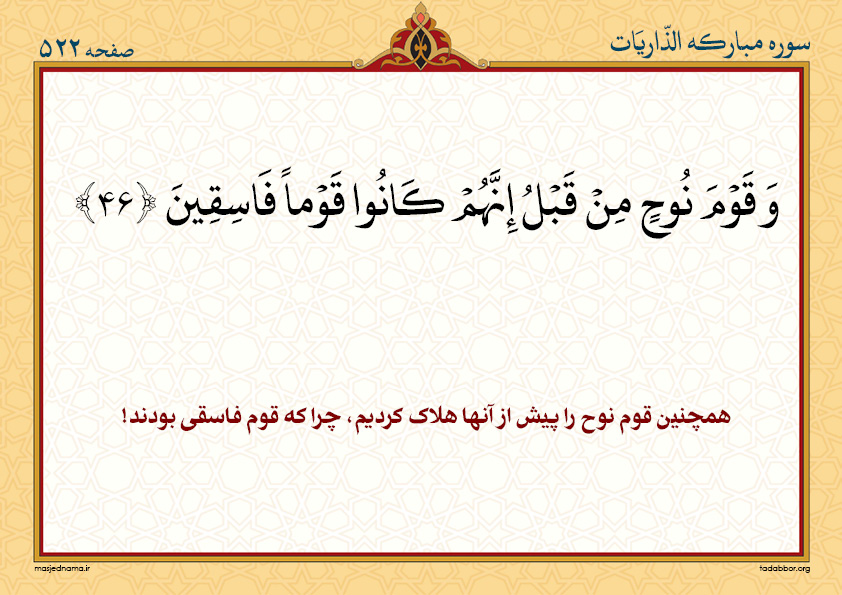 سوره مبارکه الذّاریَات
صفحه ۵۲۲
وَ قَوْمَ نُوحٍ مِنْ قَبْلُ إِنَّهُمْ كَانُوا قَوْماً فَاسِقِينَ ﴿۴۶﴾
همچنین قوم نوح را پیش از آنها هلاک کردیم، چرا که قوم فاسقی بودند!
masjednama.ir
tadabbor.org